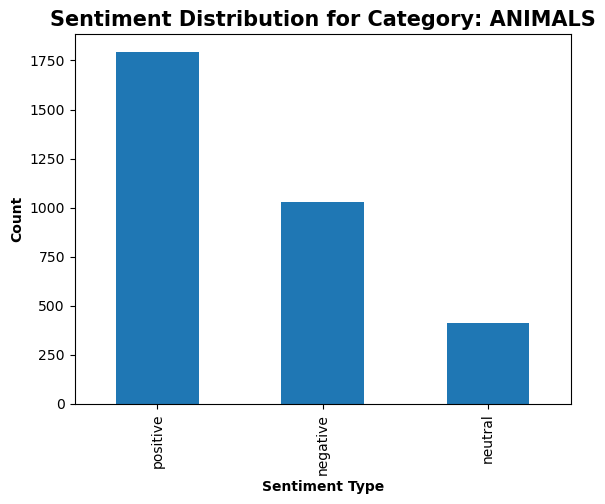 Sentiment Distribution for Category: ANIMALS
1750
1500
1250
1000
750
500
250
0
Count
positive
negative
neutral
Sentiment Type